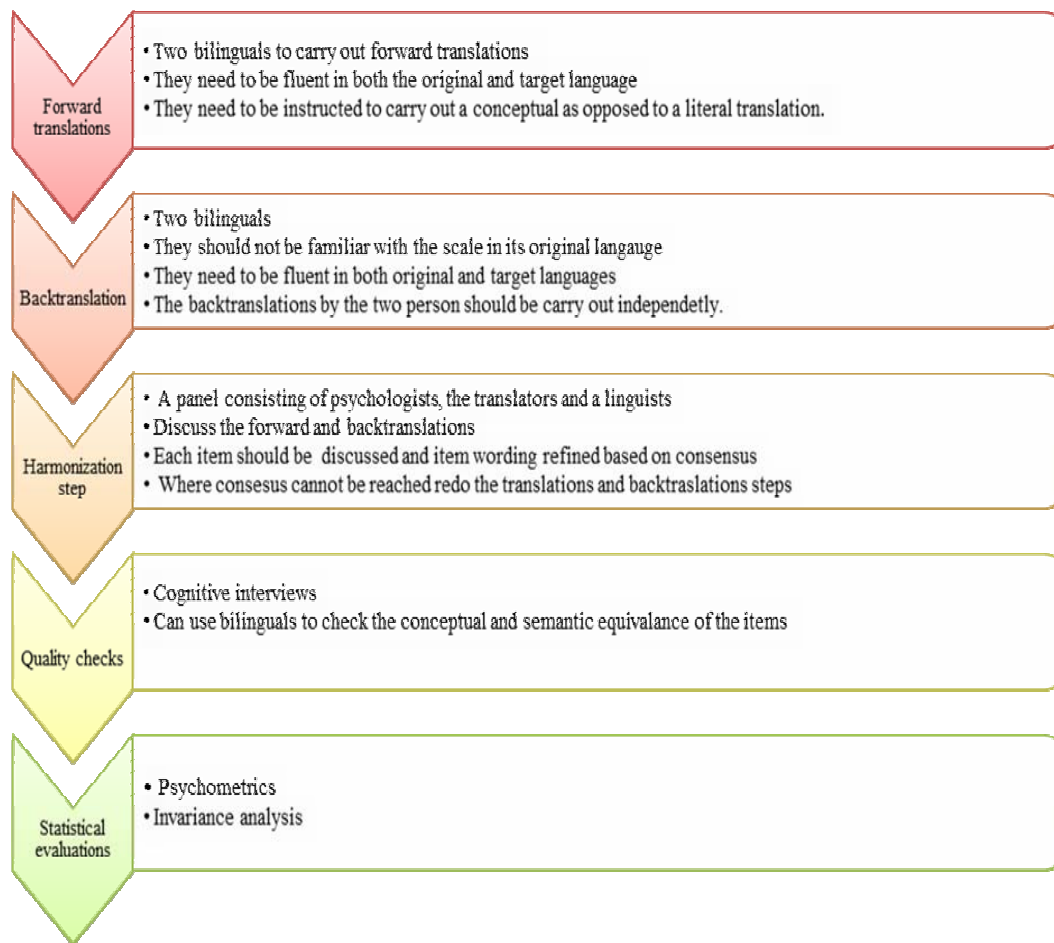 Forward
translations
• Two bilinguals to carry out forward translations
• They need to be fluent in both the original and target language
• They need to be instructed to carry out a conceptual as opposed to a literal translation.
Backtranslation
• Two bilinguals
• They should not be familiar with the scale in its original langauge
• They need to be fluent in both original and target languages
• The backtranslations by the two person should be carry out independetly.
Harmonization
step
• A panel consisting of psychologists, the translators and a linguists
• Discuss the forward and backtranslations
• Each item should be discussed and item wording refined based on consensus
• Where consesus cannot be reached redo the translations and backtraslations steps
Quality checks
• Cognitive interviews
• Can use bilinguals to check the conceptual and semantic equivalance of the items
Statistical
evaluations
• Psychometrics
• Invariance analysis